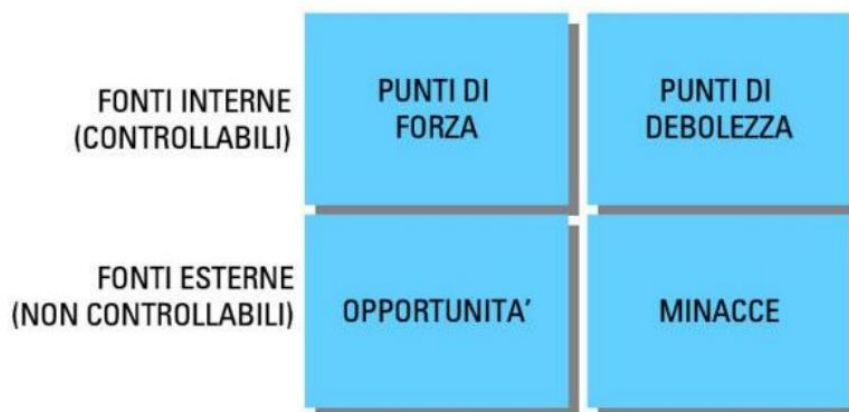 FONTI INTERNE
(CONTROLLABILI)
PUNTI DI
FORZA
PUNTI DI
DEBOLEZZA
FONTI ESTERNE
(NON CONTROLLABILI)
OPPORTUNITA’
MINACCE